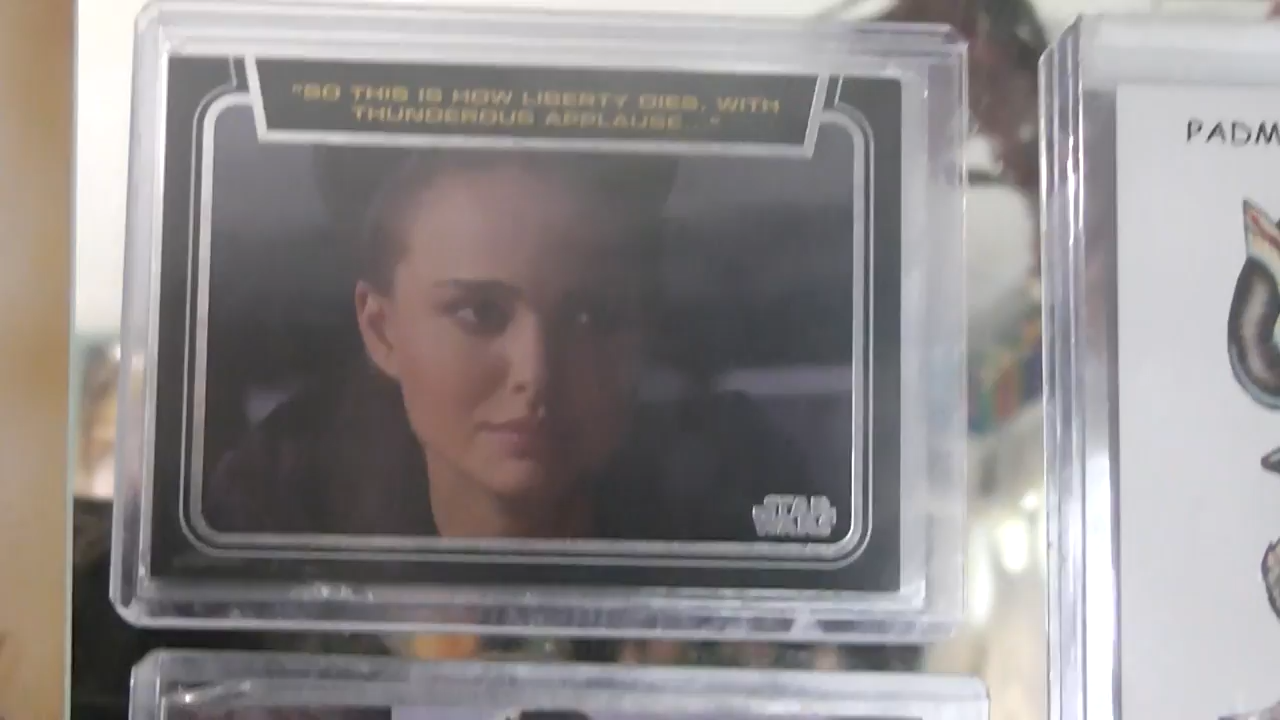 "SO THIS IS HOW LIBERTY DIES, WITH
THUNDEROUS APPLAUSE..."
STAR
WARS
PADM